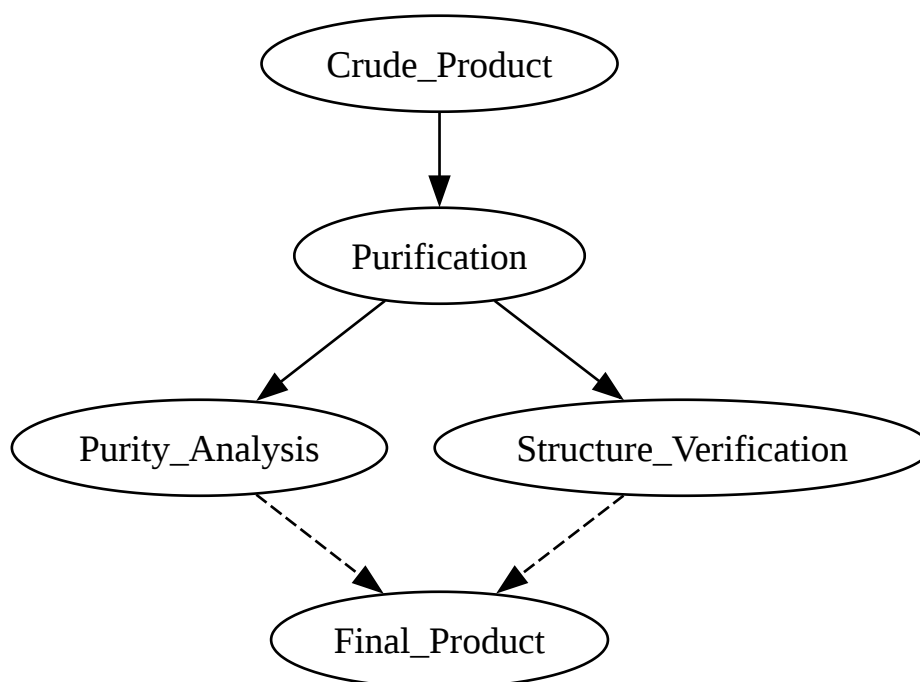 Crude_Product
Purification
Purity_Analysis
Structure_Verification
Final_Product